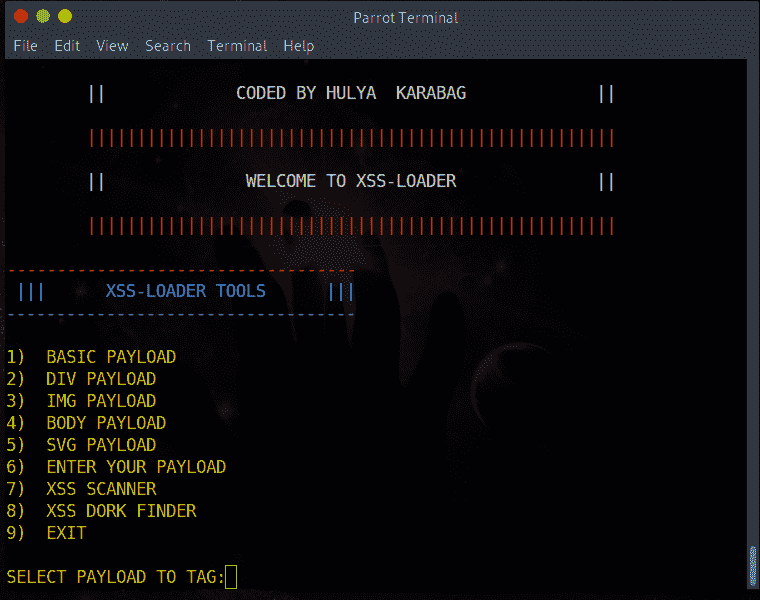 Parrot Terminal
File Edit View Search Terminal Help
|| CODED BY HULYA  KARABAG ||
|||||||||||||||||||||||||||||||||||||||||||||||||||||
|| WELCOME TO XSS-LOADER ||
|||||||||||||||||||||||||||||||||||||||||||||||||||||
-----------------------------------
||| XSS-LOADER TOOLS |||
-----------------------------------
1) BASIC PAYLOAD
2) DIV PAYLOAD
3) IMG PAYLOAD
4) BODY PAYLOAD
5) SVG PAYLOAD
6) ENTER YOUR PAYLOAD
7) XSS SCANNER
8) XSS DORK FINDER
9) EXIT
SELECT PAYLOAD TO TAG: